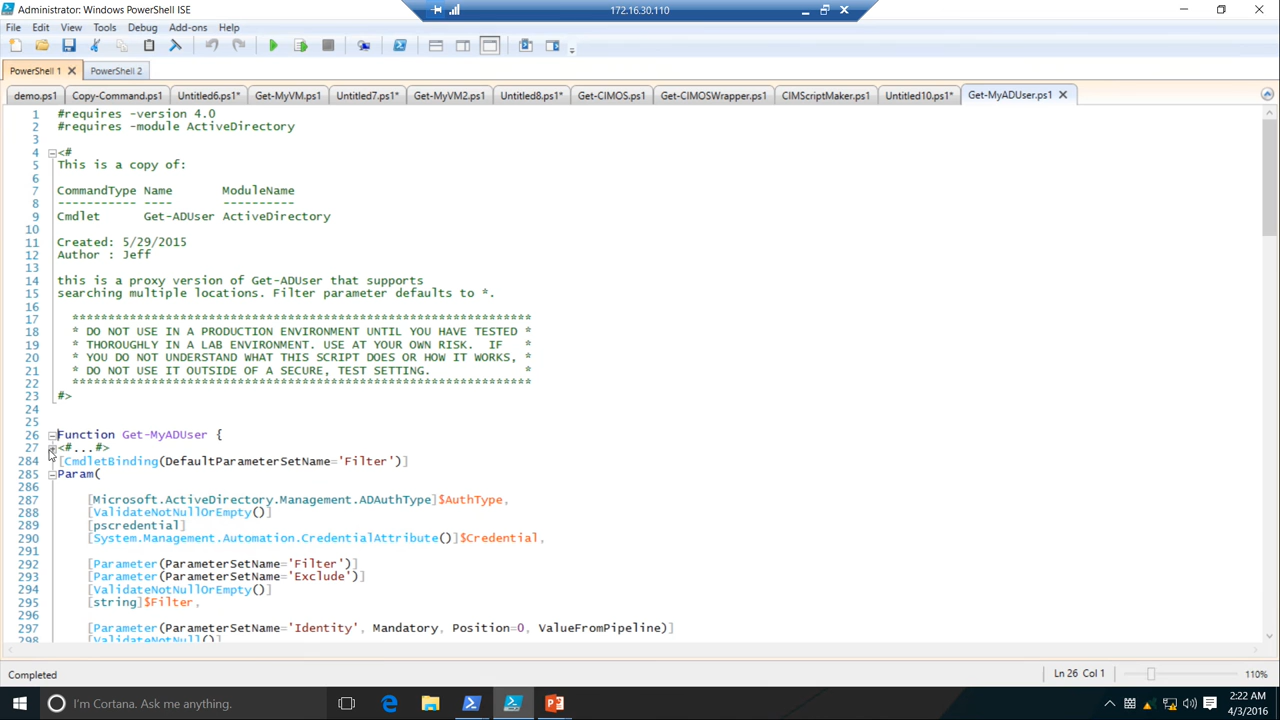 Administrator: Windows PowerShell ISE
172.16.30.110
File Edit View Tools Debug Add-ons Help
PowerShell 1 PowerShell 2
demo.ps1 Copy-Command.ps1 Untitled6.ps1* Get-MyVM.ps1 Untitled7.ps1* Get-MyVM2.ps1 Untitled8.ps1* Get-CIMOS.ps1 Get-CIMOSWrapper.ps1 CIMScriptMaker.ps1 Untitled10.ps1* Get-MyADUser.ps1
1 #requires -version 4.0
2 #requires -module ActiveDirectory
3
4 <#
5 This is a copy of:
6
7 CommandType Name ModuleName
8 ----------- ---- ----------
9 Cmdlet Get-ADUser ActiveDirectory
10
11 Created: 5/29/2015
12 Author : Jeff
13
14 this is a proxy version of Get-ADUser that supports
15 searching multiple locations. Filter parameter defaults to *.
16
17 ****************************************************************
18 * DO NOT USE IN A PRODUCTION ENVIRONMENT UNTIL YOU HAVE TESTED *
19 * THOROUGHLY IN A LAB ENVIRONMENT. USE AT YOUR OWN RISK. IF *
20 * YOU DO NOT UNDERSTAND WHAT THIS SCRIPT DOES OR HOW IT WORKS, *
21 * DO NOT USE IT OUTSIDE OF A SECURE, TEST SETTING. *
22 ****************************************************************
23 #>
24
25
26 Function Get-MyADUser {
27 <#...#>
284 [CmdletBinding(DefaultParameterSetName='Filter')]
285 Param(
286
287 [Microsoft.ActiveDirectory.Management.ADAuthType]$AuthType,
288 [ValidateNotNullOrEmpty()]
289 [pscredential]
290 [System.Management.Automation.CredentialAttribute()]$Credential,
291
292 [Parameter(ParameterSetName='Filter')]
293 [Parameter(ParameterSetName='Exclude')]
294 [ValidateNotNullOrEmpty()]
295 [string]$Filter,
296
297 [Parameter(ParameterSetName='Identity', Mandatory, Position=0, ValueFromPipeline)]
298 [ValidateNotNull()]
Completed
Ln 26 Col 1
110%
I'm Cortana. Ask me anything.
2:22 AM
4/3/2016